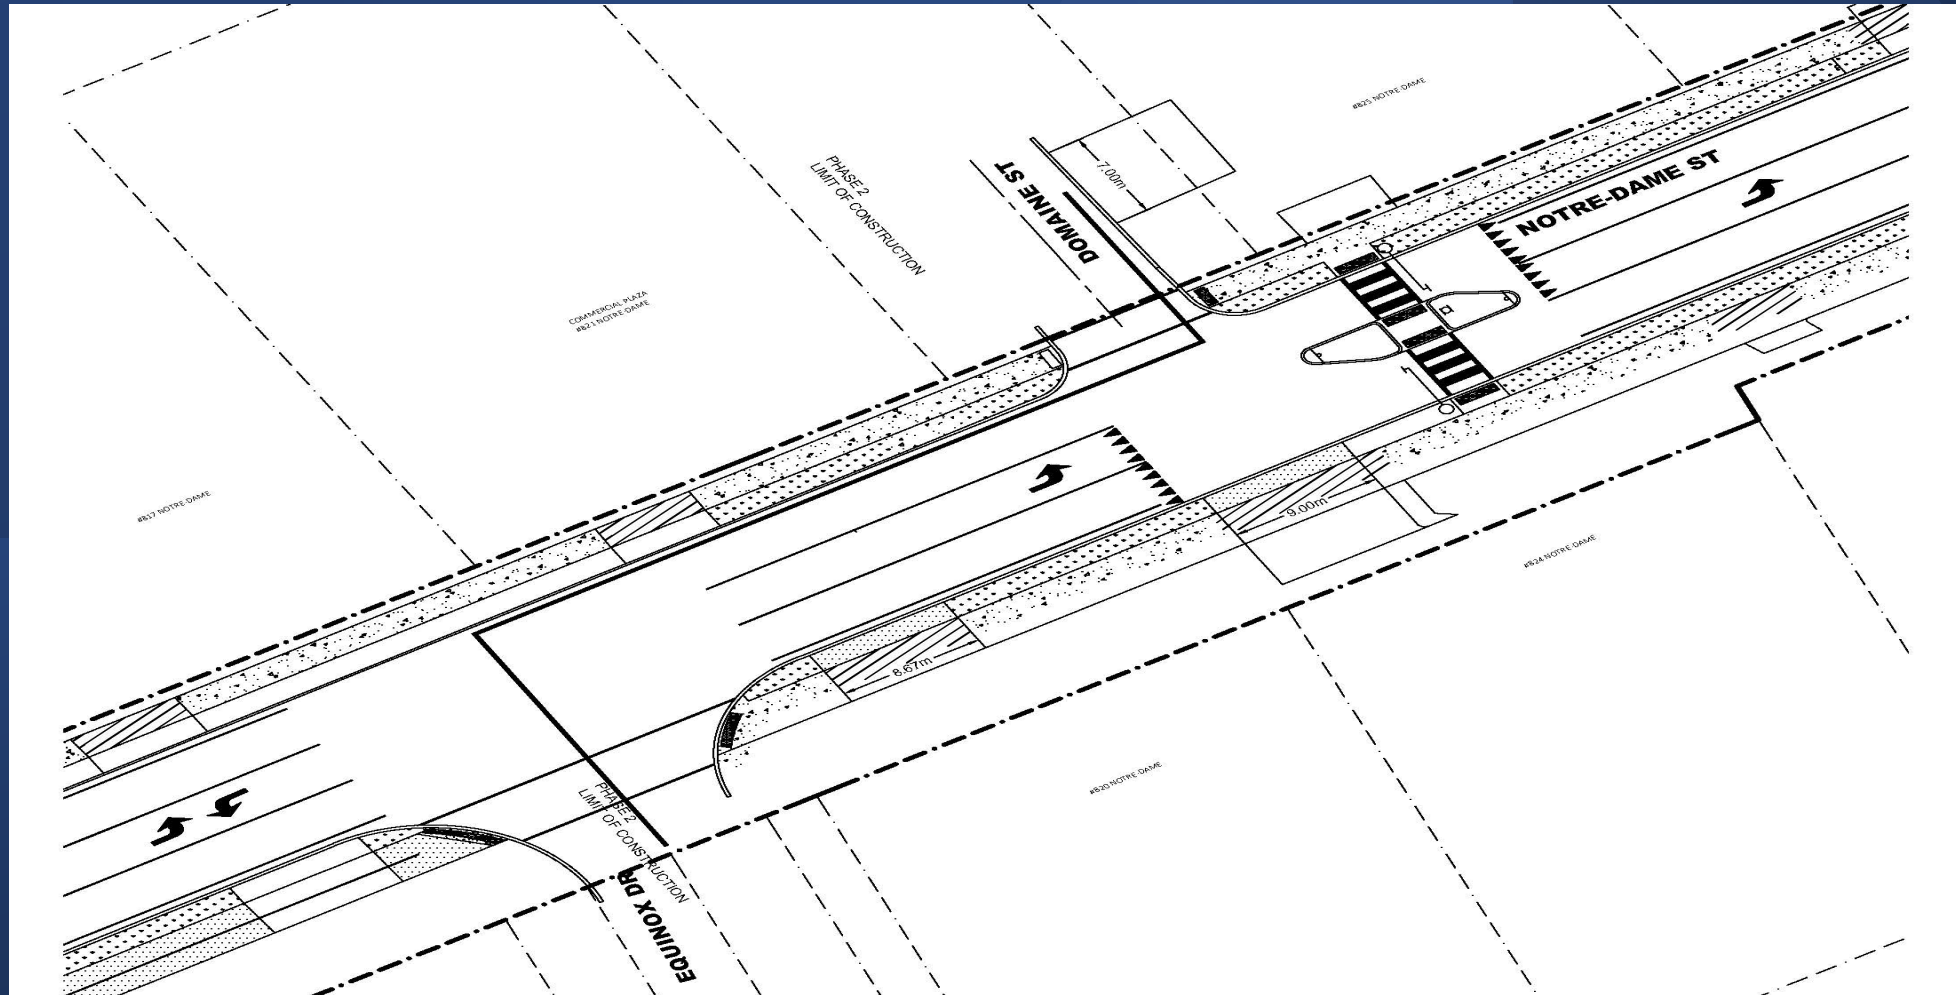 #825 NOTRE-DAME
PHASE 2
LIMIT OF CONSTRUCTION
DOMAINE ST
7.00m
NOTRE-DAME ST
COMMERCIAL PLAZA
#821 NOTRE-DAME
#817 NOTRE-DAME
9.00m
#824 NOTRE-DAME
8.67m
#820 NOTRE-DAME
PHASE 2
LIMIT OF CONSTRUCTION
EQUINOX DR